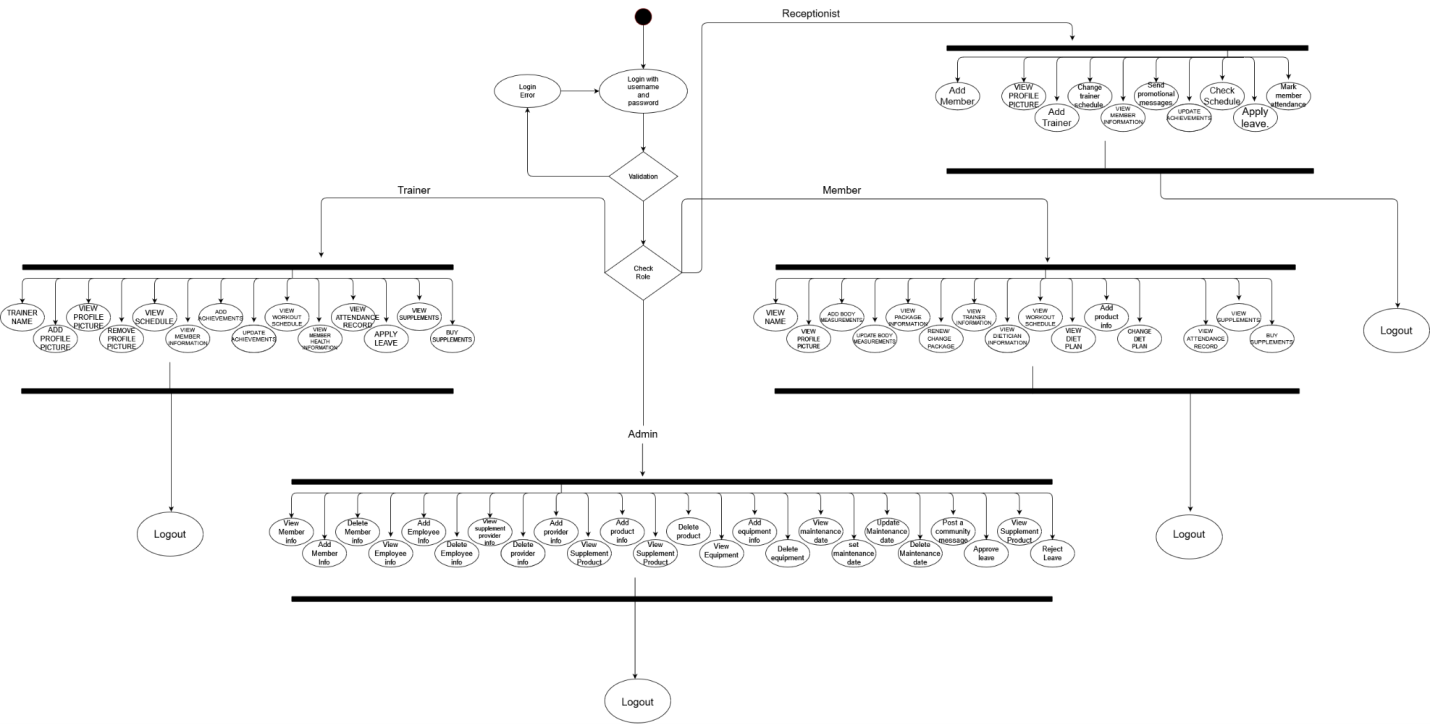 Receptionist
Login with
username
and
password
Login
Error
Add
Member
VIEW
PROFILE
PICTURE
Add
Trainer
Change
trainer
schedule
VIEW
MEMBER
INFORMATION
Send
promotional
messages
UPDATE
ACHIEVEMENTS
Check
Schedule
Apply
leave.
Mark
member
attendance
Validation
Trainer
Member
Check
Role
TRAINER
NAME
ADD
PROFILE
PICTURE
VIEW
PROFILE
PICTURE
REMOVE
PROFILE
PICTURE
VIEW
SCHEDULE
VIEW
MEMBER
INFORMATION
ADD
ACHIEVEMENTS
UPDATE
ACHIEVEMENTS
VIEW
WORKOUT
SCHEDULE
VIEW
MEMBER
HEALTH
INFORMATION
VIEW
ATTENDANCE
RECORD
APPLY
LEAVE
VIEW
SUPPLEMENTS
BUY
SUPPLEMENTS
VIEW
NAME
VIEW
PROFILE
PICTURE
ADD BODY
MEASUREMENTS
UPDATE BODY
MEASUREMENTS
VIEW
PACKAGE
INFORMATION
RENEW/
CHANGE
PACKAGE
VIEW
TRAINER
INFORMATION
VIEW
DIETICIAN
INFORMATION
VIEW
WORKOUT
SCHEDULE
VIEW
DIET
PLAN
Add
product
info
CHANGE
DIET
PLAN
VIEW
ATTENDANCE
RECORD
VIEW
SUPPLEMENTS
BUY
SUPPLEMENTS
Logout
Admin
View
Member
info
Add
Member
Info
Delete
Member
info
View
Employee
info
Add
Employee
Info
Delete
Employee
info
View
supplement
provider
info
Delete
provider
info
Add
provider
info
View
Supplement
Product
Add
product
info
View
Supplement
Product
Delete
product
View
Equipment
Add
equipment
info
Delete
equipment
View
maintenance
date
set
maintenance
date
Update
Maintenance
date
Delete
Maintenance
date
Post a
community
message
Approve
leave
View
Supplement
Product
Reject
Leave
Logout
Logout
Logout